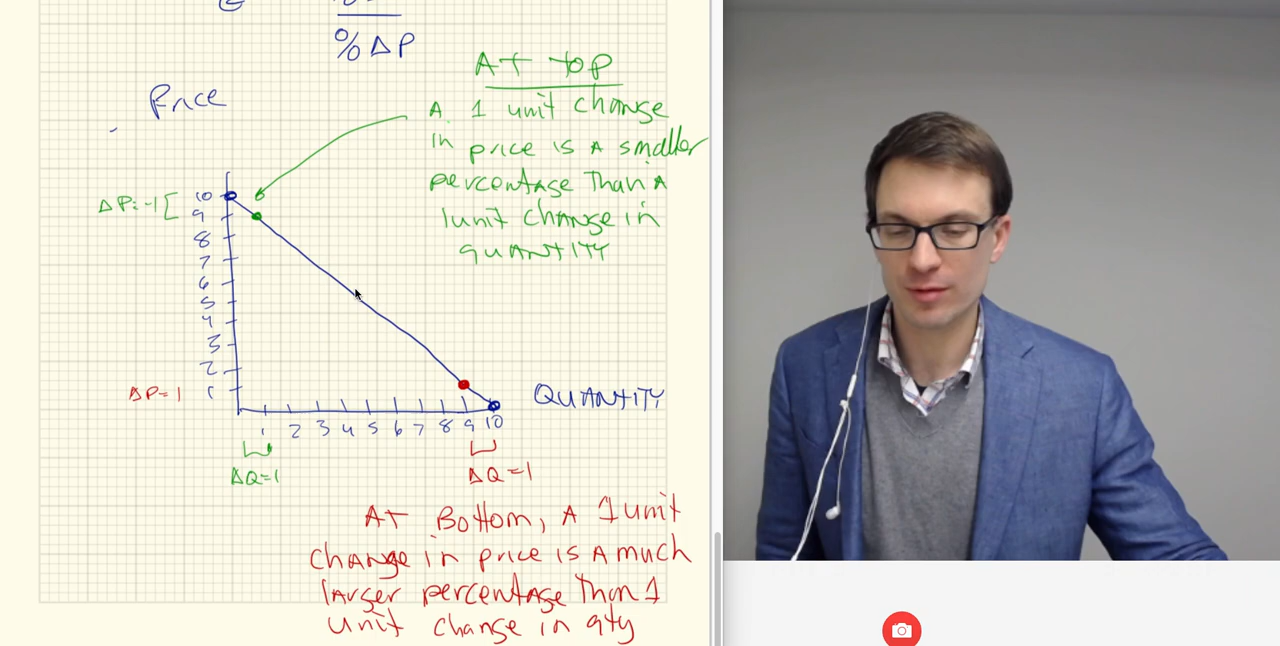 % ΔP
At top
Price
A 1 unit change
in price is A smaller
percentage Than A
1 unit change in
quANTITY
ΔP=-1
10
9
8
7
6
5
4
3
2
1
ΔP=1
QUANTITY
1 2 3 4 5 6 7 8 9 10
ΔQ=1
ΔQ=1
AT Bottom, A 1 unit
change in price is A much
larger percentage Than 1
unit change in qty